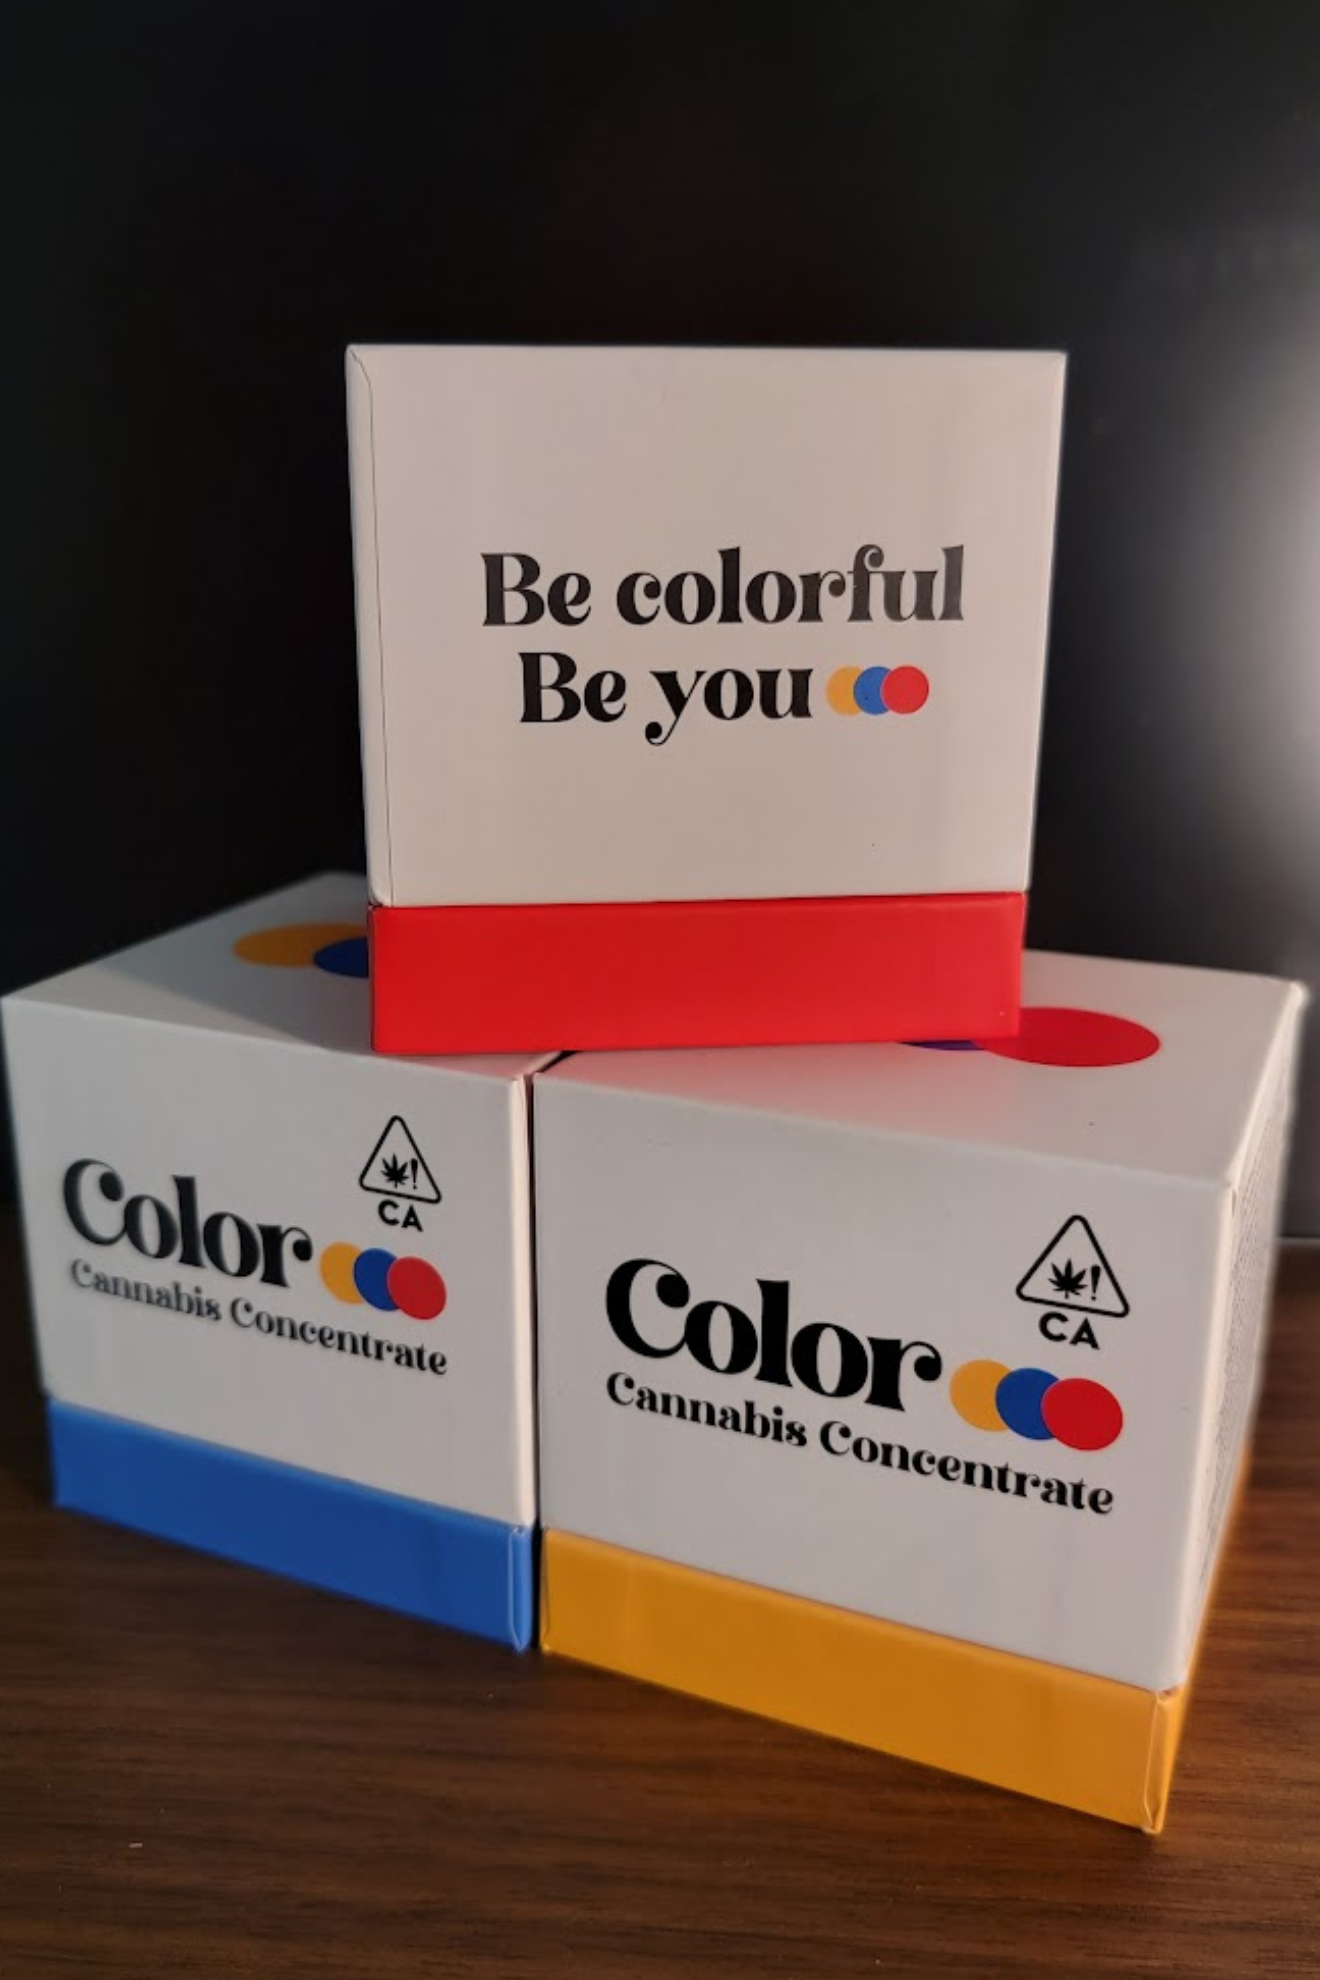 Be colorful
Be you
CA
Color
Cannabis Concentrate
CA
Color
Cannabis Concentrate